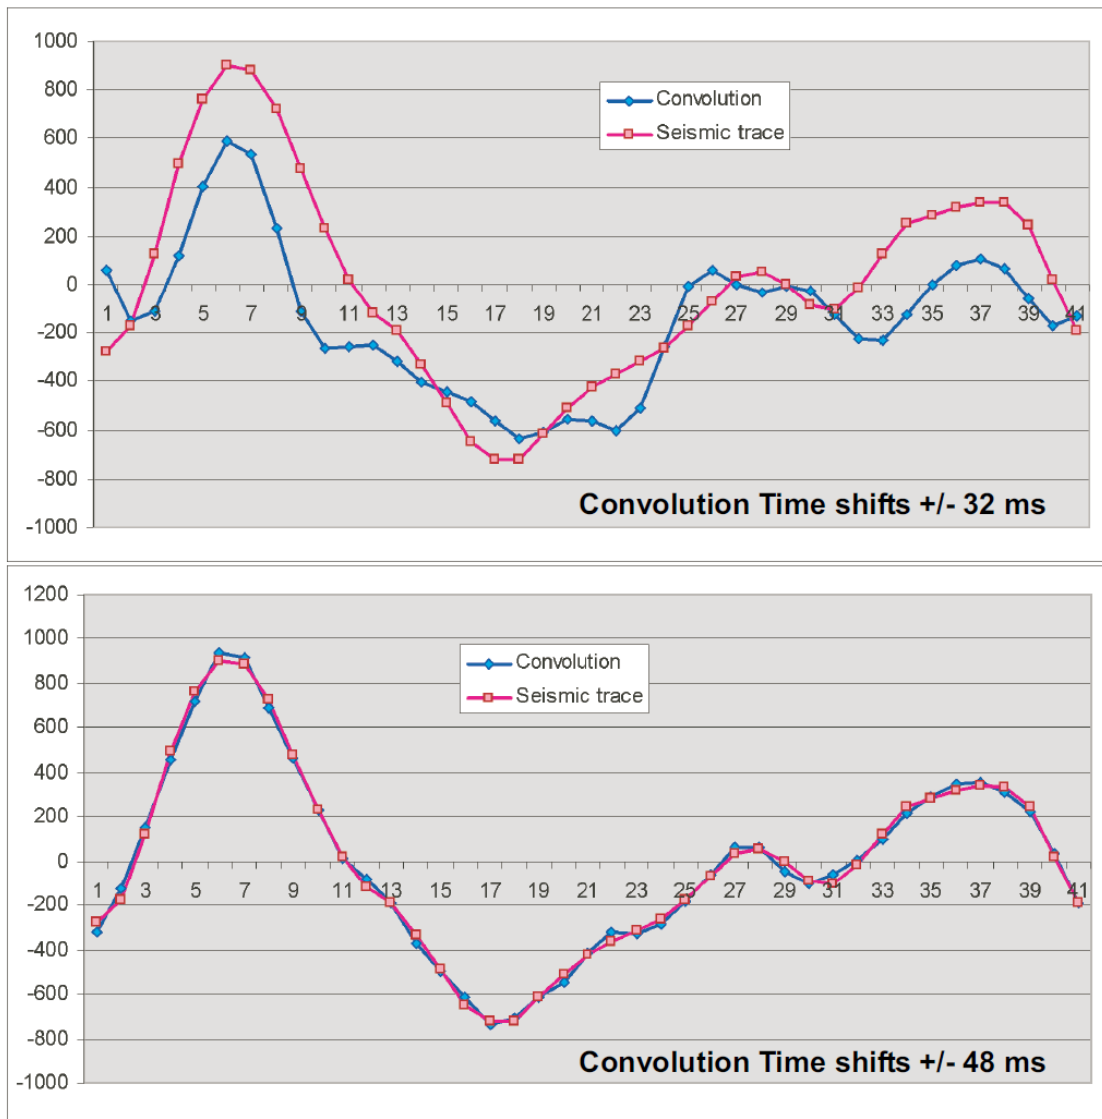 1000
800
600
400
200
0
-200
-400
-600
-800
-1000
1 3 5 7 9 11 13 15 17 19 21 23 25 27 29 31 33 35 37 39 41
Convolution
Seismic trace
Convolution Time shifts +/- 32 ms
1200
1000
800
600
400
200
0
-200
-400
-600
-800
-1000
1 3 5 7 9 11 13 15 17 19 21 23 25 27 29 31 33 35 37 39 41
Convolution
Seismic trace
Convolution Time shifts +/- 48 ms